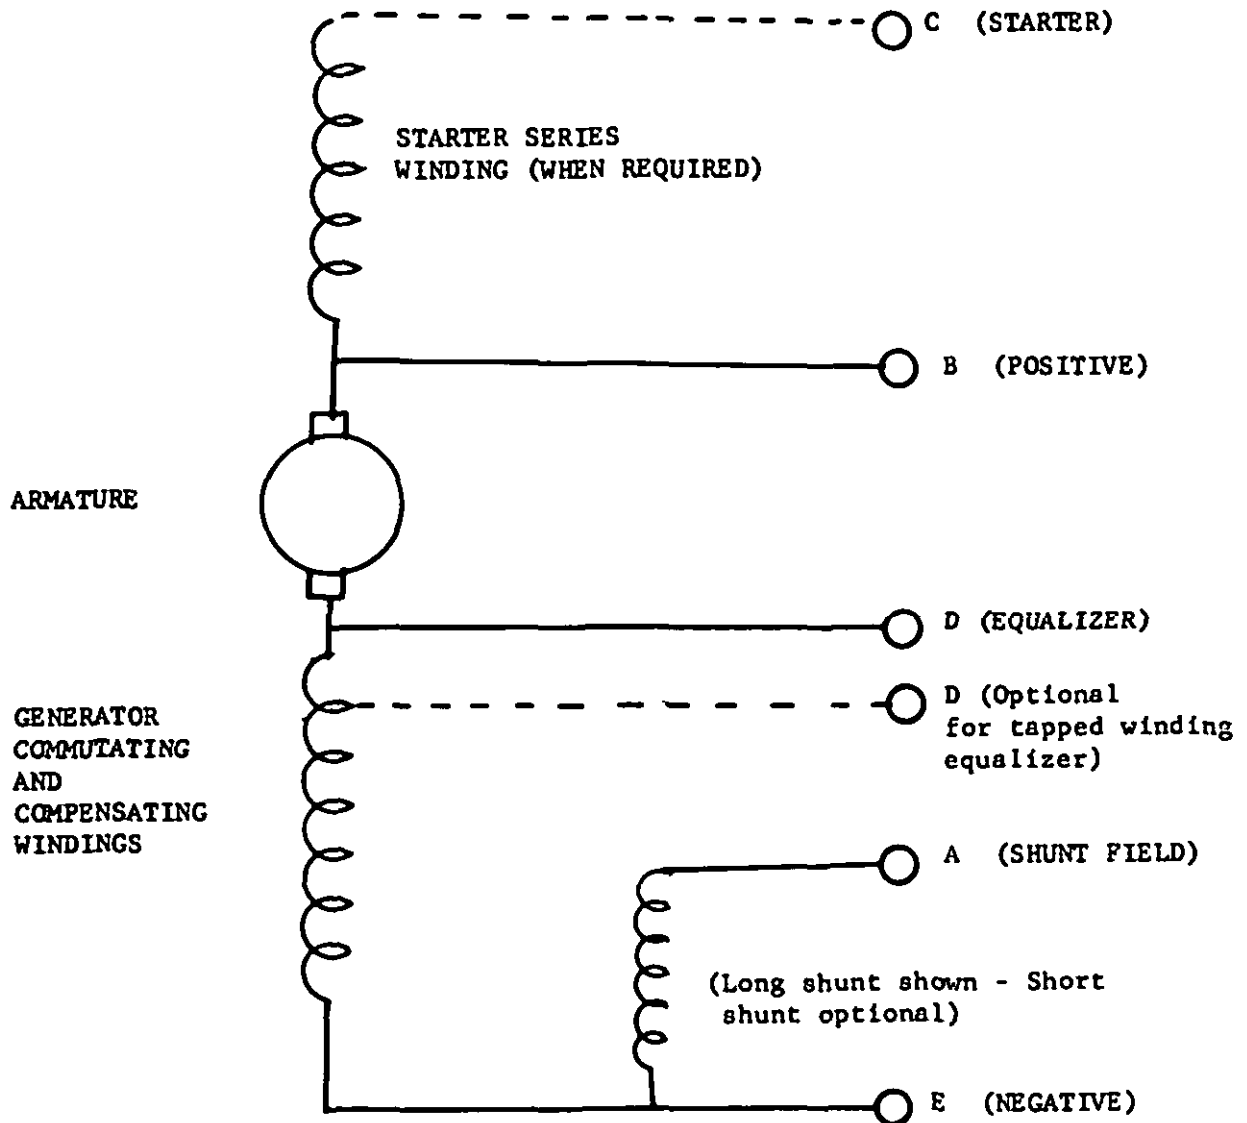 C (STARTER)
STARTER SERIES
WINDING (WHEN REQUIRED)
B (POSITIVE)
ARMATURE
D (EQUALIZER)
D (Optional
for tapped winding
equalizer)
GENERATOR
COMMUTATING
AND
COMPENSATING
WINDINGS
A (SHUNT FIELD)
(Long shunt shown - Short
shunt optional)
E (NEGATIVE)